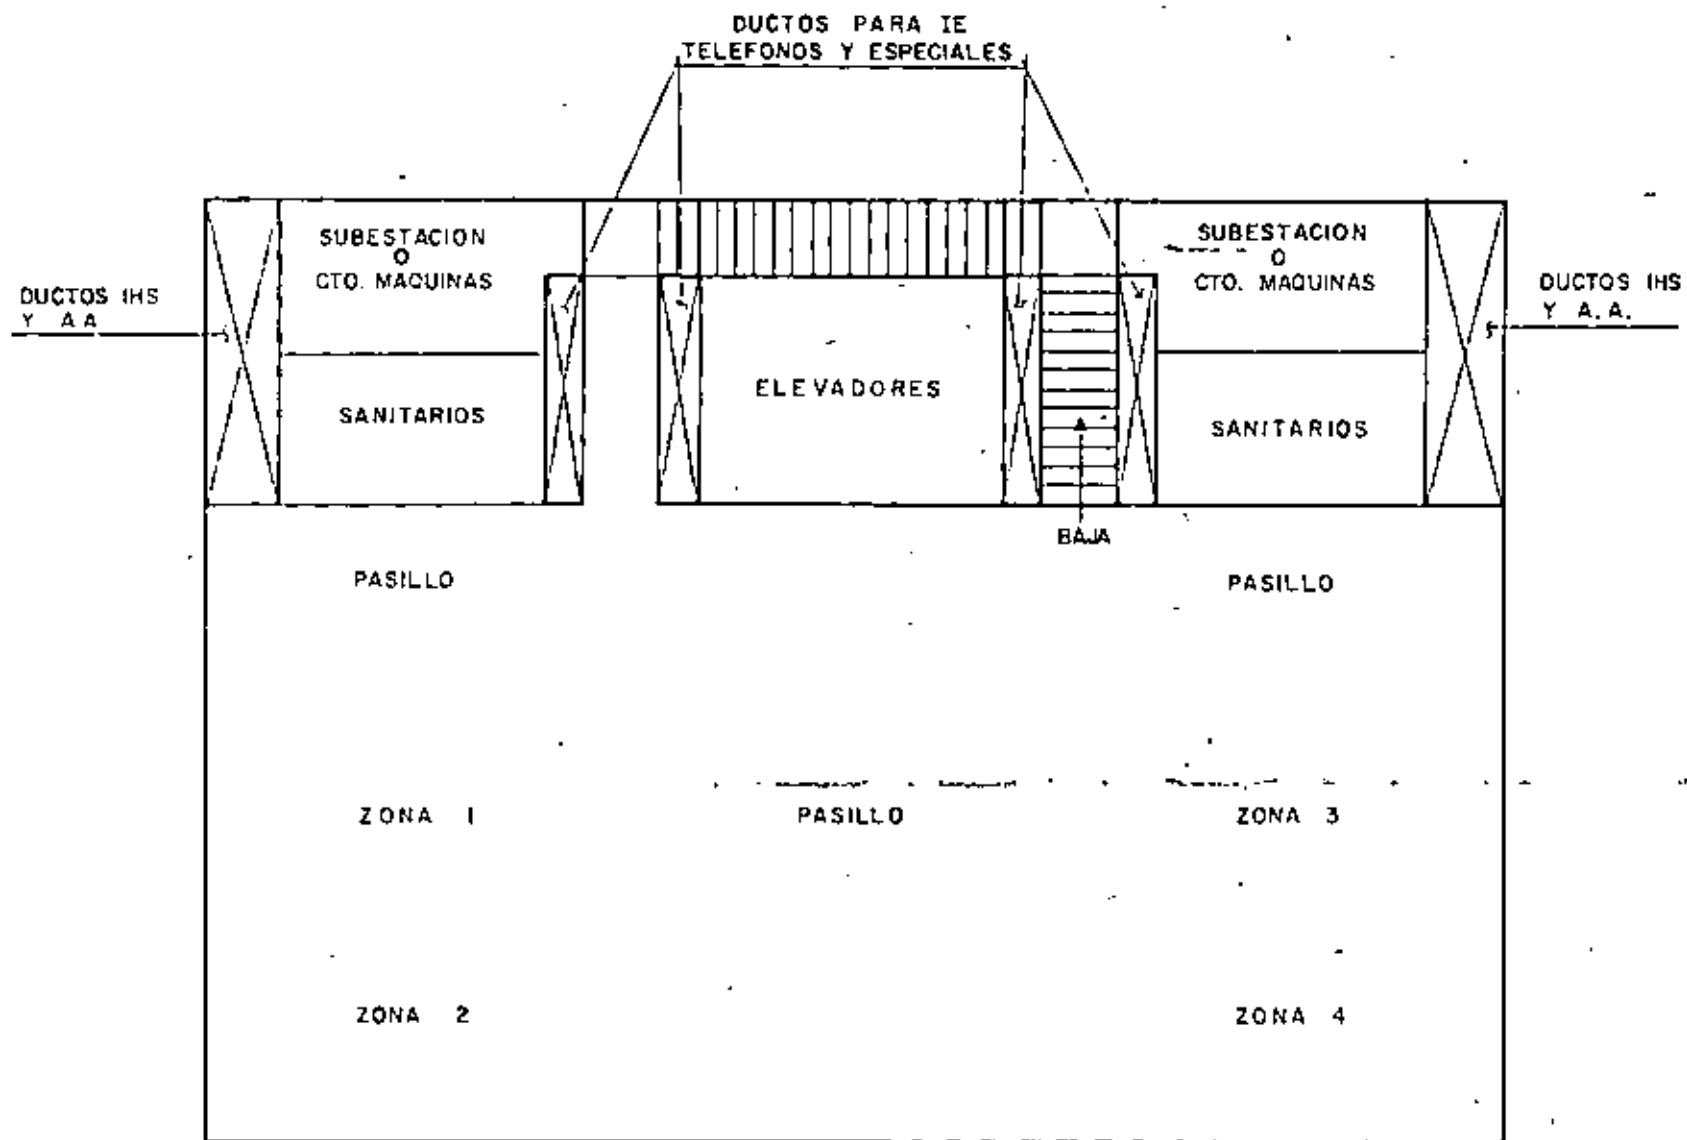 DUCTOS PARA IE
TELEFONOS Y ESPECIALES
SUBESTACION
O
CTO. MAQUINAS
SUBESTACION
O
CTO. MAQUINAS
DUCTOS IHS
Y A A
DUCTOS IHS
Y A.A.
ELEVADORES
SANITARIOS
SANITARIOS
BAJA
PASILLO
PASILLO
ZONA 1
PASILLO
ZONA 3
ZONA 2
ZONA 4